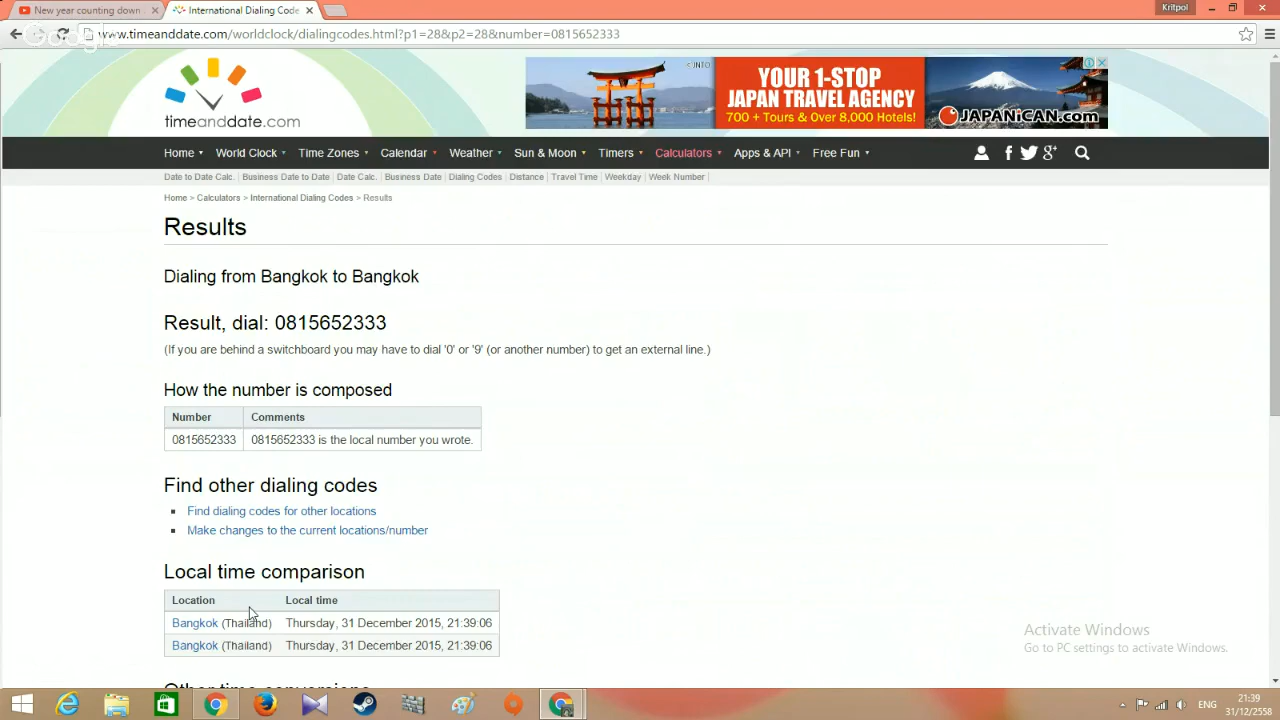 New year counting down
International Dialing Code
Kritpol
Google
www.timeanddate.com/worldclock/dialingcodes.html?p1=28&p2=28&number=0815652333
timeanddate.com
YOUR 1-STOP
JAPAN TRAVEL AGENCY
700 + Tours & Over 8,000 Hotels!
JAPANiCAN.com
Home World Clock Time Zones Calendar Weather Sun & Moon Timers Calculators Apps & API Free Fun
Date to Date Calc. Business Date to Date Date Calc. Business Date Dialing Codes Distance Travel Time Weekday Week Number
Home > Calculators > International Dialing Codes > Results
Results
Dialing from Bangkok to Bangkok
Result, dial: 0815652333
(If you are behind a switchboard you may have to dial '0' or '9' (or another number) to get an external line.)
How the number is composed
Number Comments
0815652333 0815652333 is the local number you wrote.
Find other dialing codes
Find dialing codes for other locations
Make changes to the current locations/number
Local time comparison
Location Local time
Bangkok (Thailand) Thursday, 31 December 2015, 21:39:06
Bangkok (Thailand) Thursday, 31 December 2015, 21:39:06
Other time conversions
Activate Windows
Go to PC settings to activate Windows.
ENG
21:39
31/12/2558